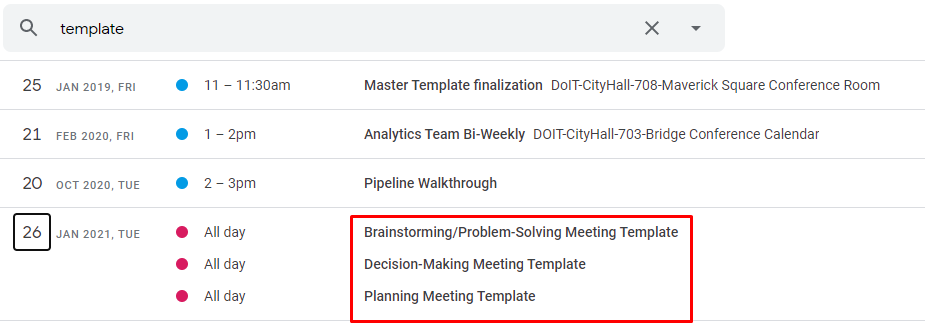 template
25 JAN 2019, FRI 11 – 11:30am Master Template finalization DoIT-CityHall-708-Maverick Square Conference Room
21 FEB 2020, FRI 1 – 2pm Analytics Team Bi-Weekly DOIT-CityHall-703-Bridge Conference Calendar
20 OCT 2020, TUE 2 – 3pm Pipeline Walkthrough
26 JAN 2021, TUE All day Brainstorming/Problem-Solving Meeting Template
All day Decision-Making Meeting Template
All day Planning Meeting Template